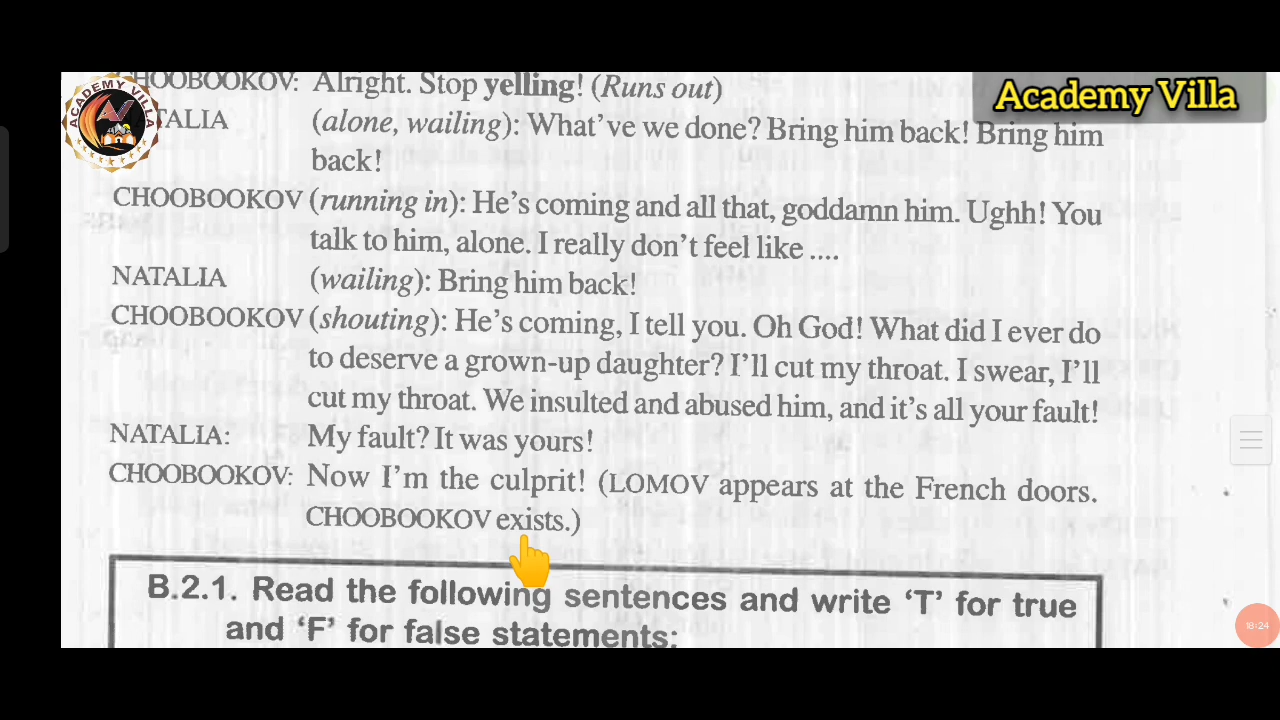 CHOOBOOKOV: Alright. Stop yelling! (Runs out)
TALIA (alone, wailing): What've we done? Bring him back! Bring him
back!
CHOOBOOKOV (running in): He's coming and all that, goddamn him. Ughh! You
talk to him, alone. I really don't feel like ....
NATALIA (wailing): Bring him back!
CHOOBOOKOV (shouting): He's coming, I tell you. Oh God! What did I ever do
to deserve a grown-up daughter? I'll cut my throat. I swear, I'll
cut my throat. We insulted and abused him, and it's all your fault!
NATALIA: My fault? It was yours!
CHOOBOOKOV: Now I'm the culprit! (LOMOV appears at the French doors.
CHOOBOOKOV exists.)
B.2.1. Read the following sentences and write 'T' for true
and 'F' for false statements:
Academy Villa
ACADEMY VILLA
AV
18:24